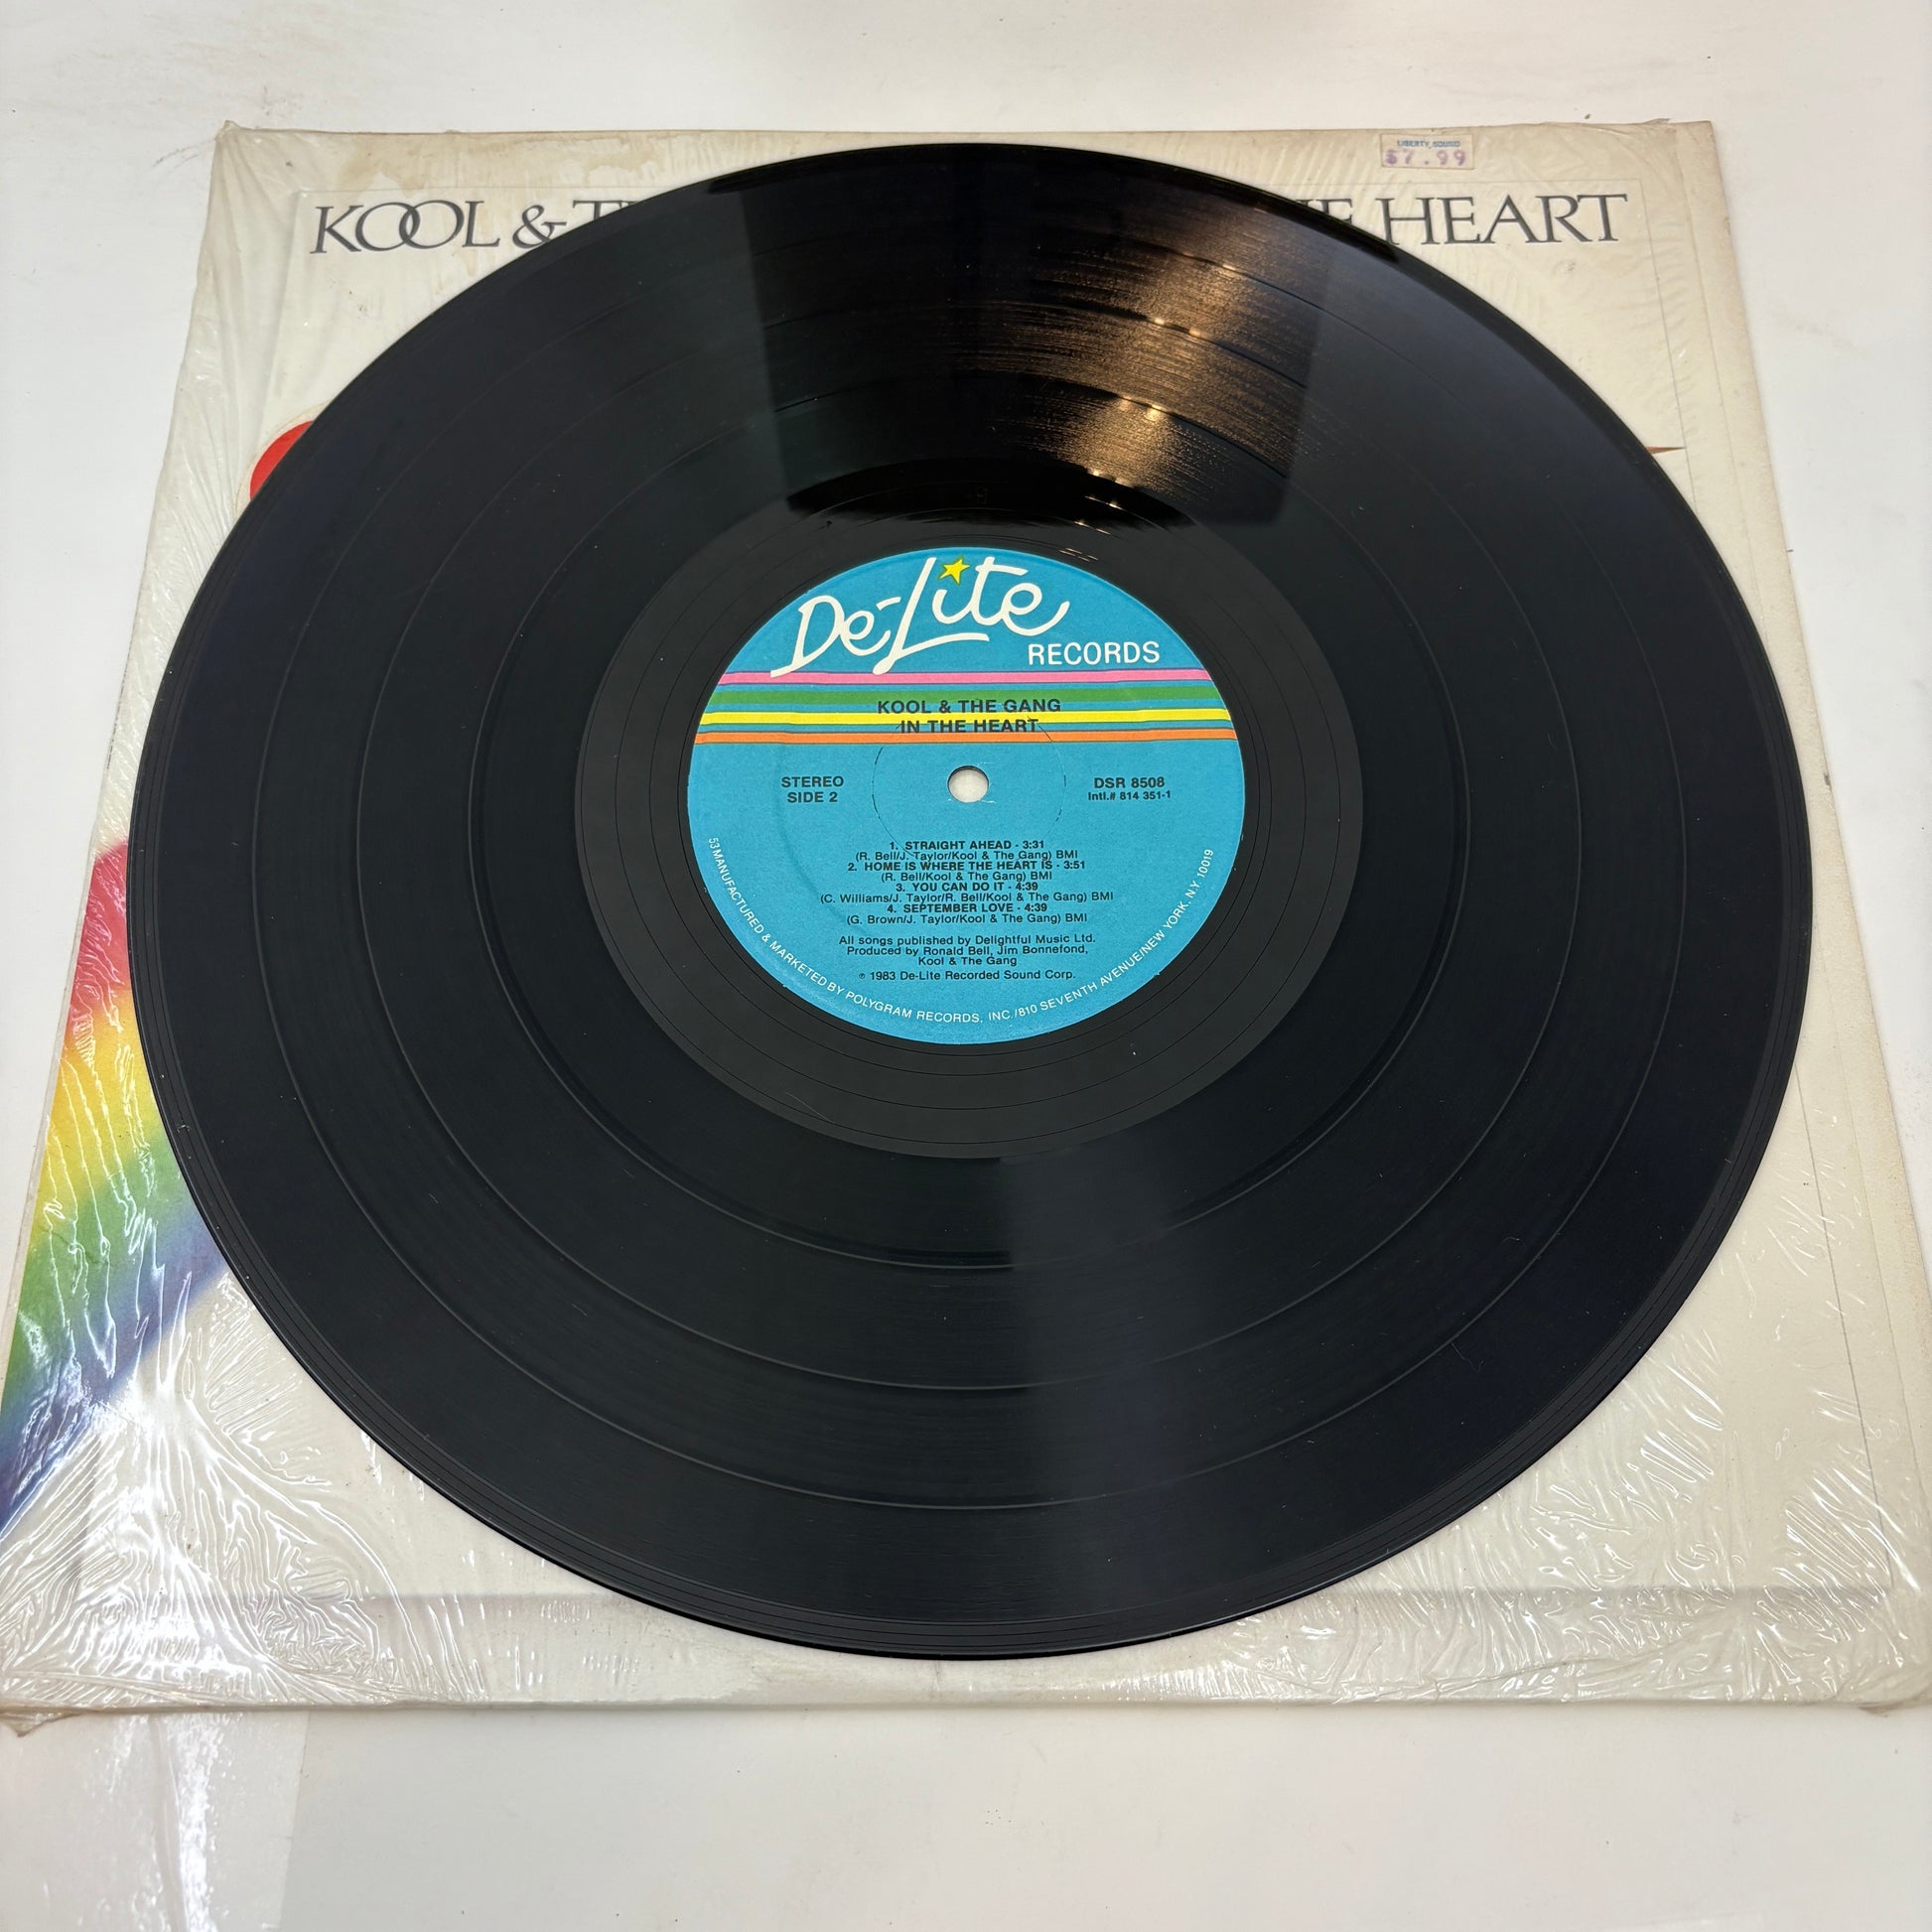 LIBERTY SOUND
$7.99
KOOL & HEART
De-Lite
RECORDS
KOOL & THE GANG
IN THE HEART
STEREO
SIDE 2
DSR 8508
Intl.# 814 351-1
1. STRAIGHT AHEAD - 3:31
(R. Bell/J. Taylor/Kool & The Gang) BMI
2. HOME IS WHERE THE HEART IS - 3:51
(R. Bell/Kool & The Gang) BMI
3. YOU CAN DO IT - 4:39
(C. Williams/J. Taylor/R. Bell/Kool & The Gang) BMI
4. SEPTEMBER LOVE - 4:39
(G. Brown/J. Taylor/Kool & The Gang) BMI
All songs published by Delightful Music Ltd.
Produced by Ronald Bell, Jim Bonnefond,
Kool & The Gang
℗ 1983 De-Lite Recorded Sound Corp.
53 MANUFACTURED & MARKETED BY POLYGRAM RECORDS, INC./810 SEVENTH AVENUE/NEW YORK, NY 10019